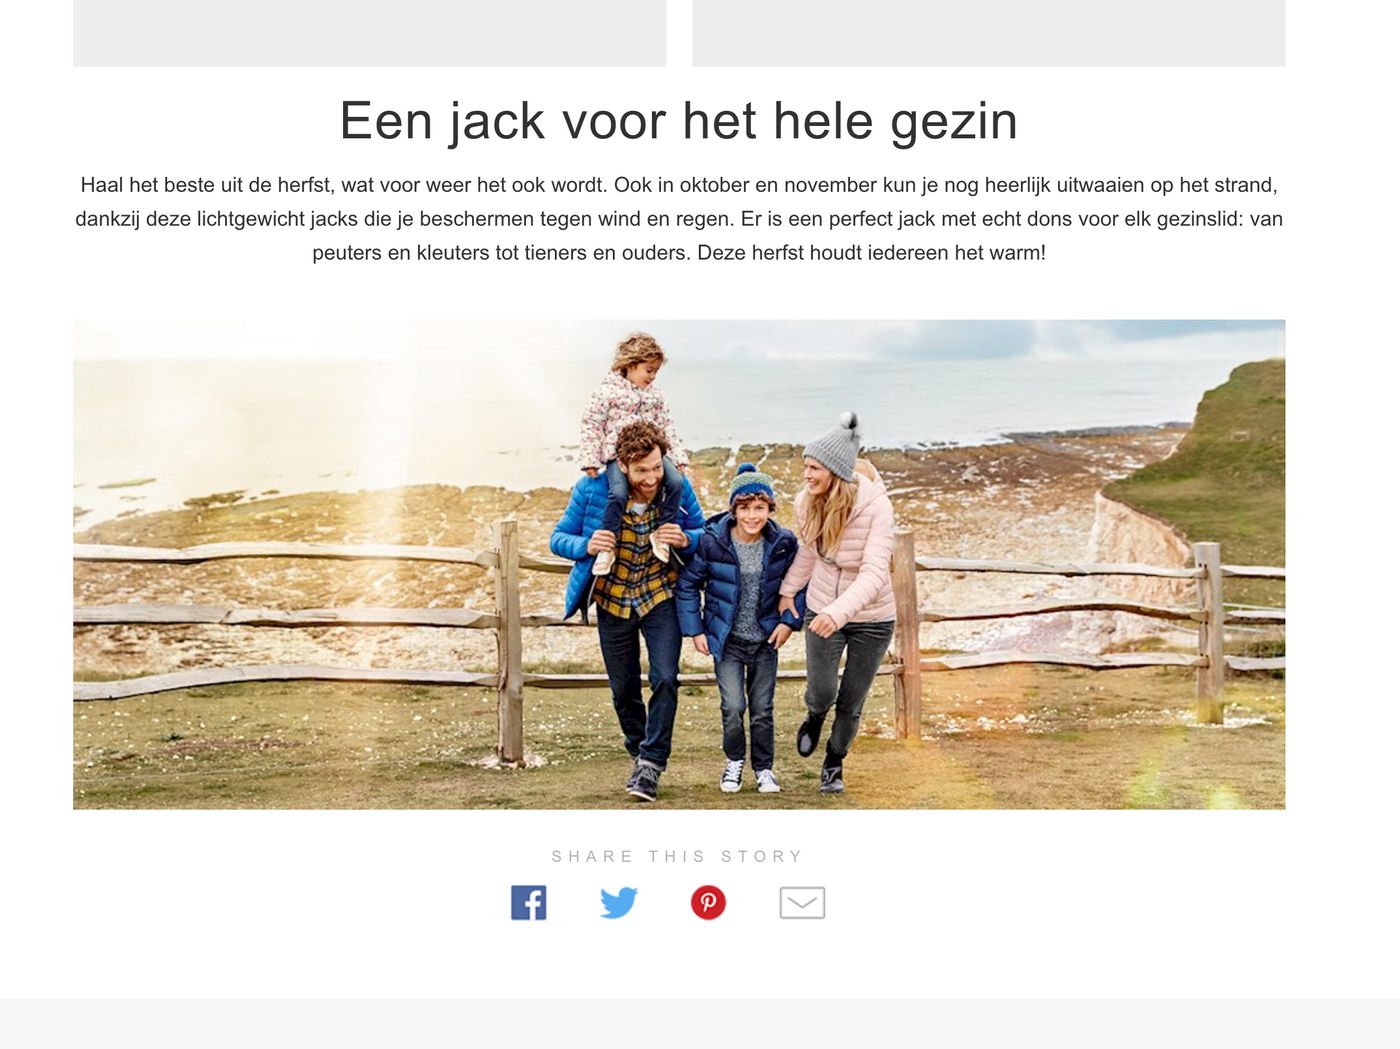 Een jack voor het hele gezin
Haal het beste uit de herfst, wat voor weer het ook wordt. Ook in oktober en november kun je nog heerlijk uitwaaien op het strand,
dankzij deze lichtgewicht jacks die je beschermen tegen wind en regen. Er is een perfect jack met echt dons voor elk gezinslid: van
peuters en kleuters tot tieners en ouders. Deze herfst houdt iedereen het warm!
SHARE THIS STORY